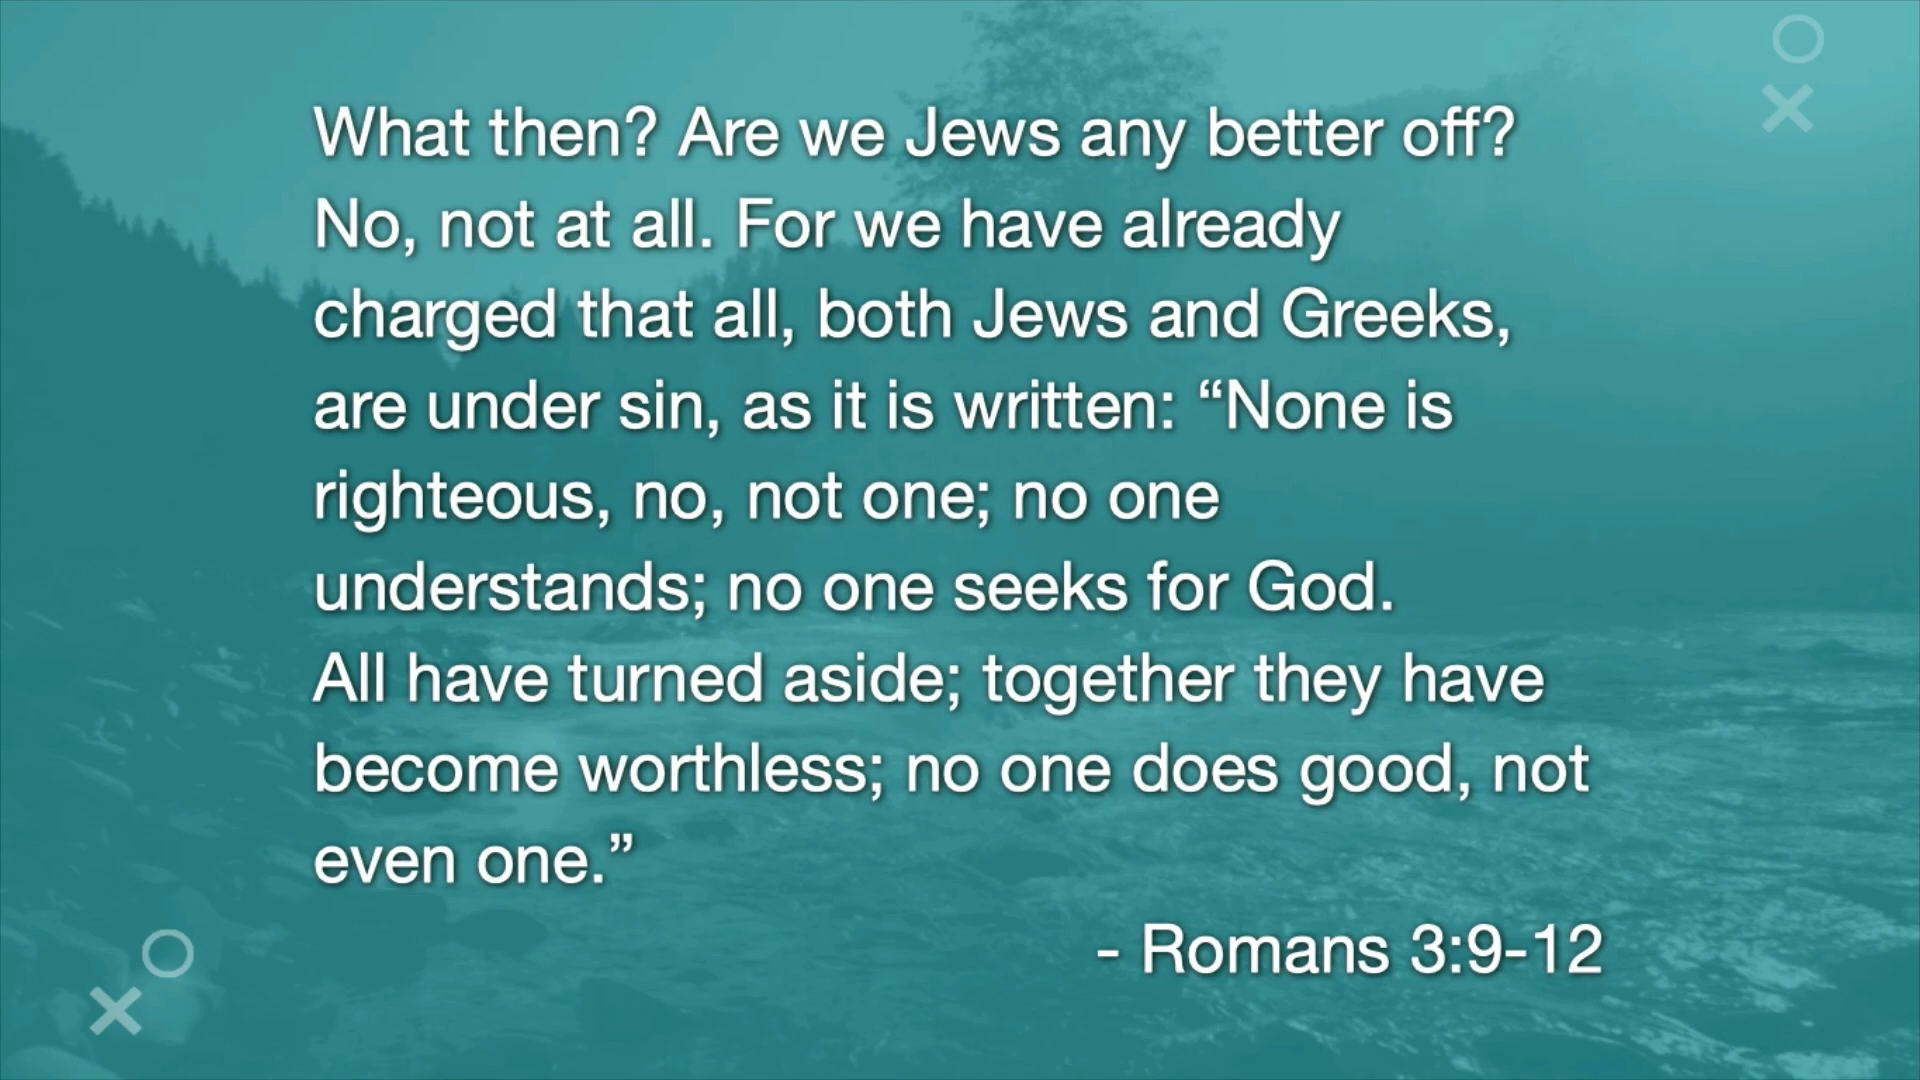 What then? Are we Jews any better off?
No, not at all. For we have already
charged that all, both Jews and Greeks,
are under sin, as it is written: “None is
righteous, no, not one; no one
understands; no one seeks for God.
All have turned aside; together they have
become worthless; no one does good, not
even one.”
- Romans 3:9-12